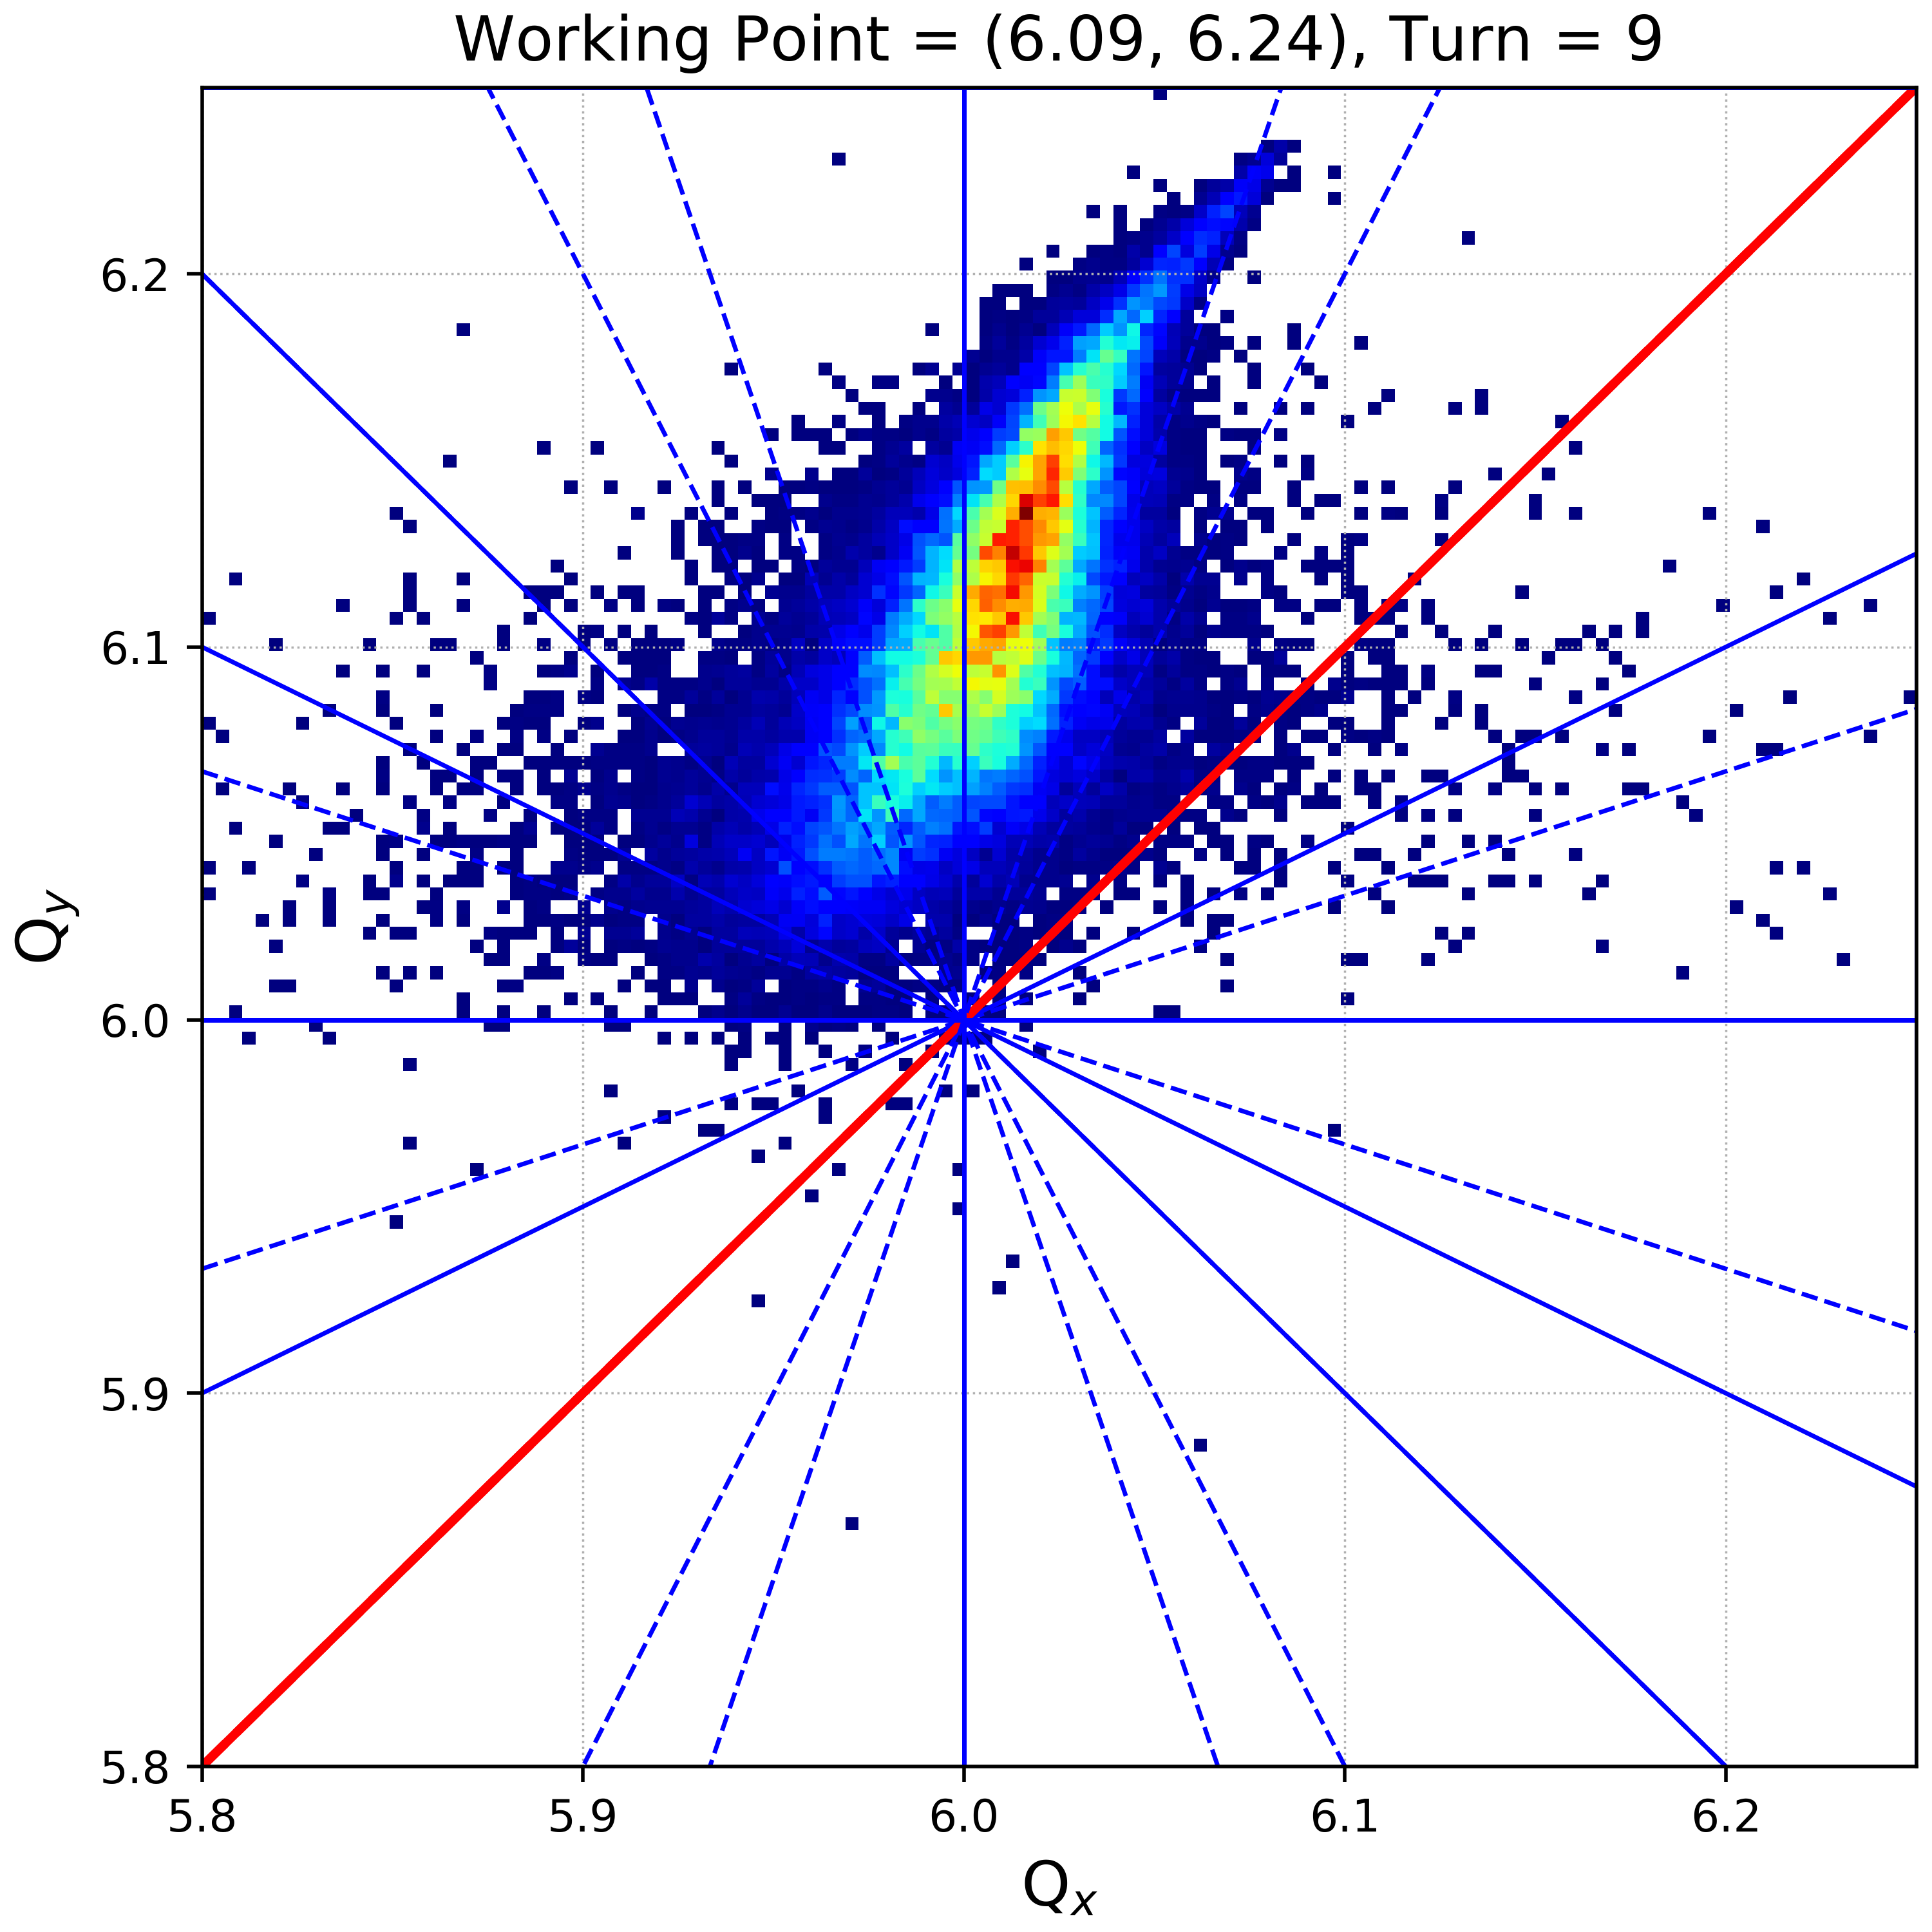 Working Point = (6.09, 6.24), Turn = 9
6.2
6.1
6.0
5.9
5.8
Qy
5.8 5.9 6.0 6.1 6.2
Qx